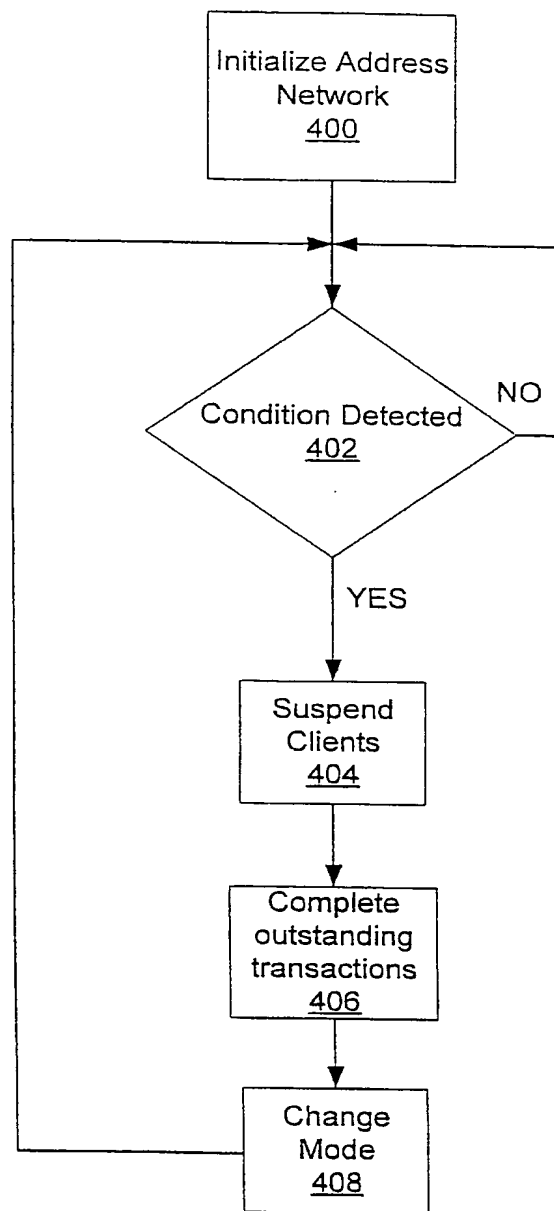 Initialize Address
Network
400
Condition Detected
402
NO
YES
Suspend
Clients
404
Complete
outstanding
transactions
406
Change
Mode
408